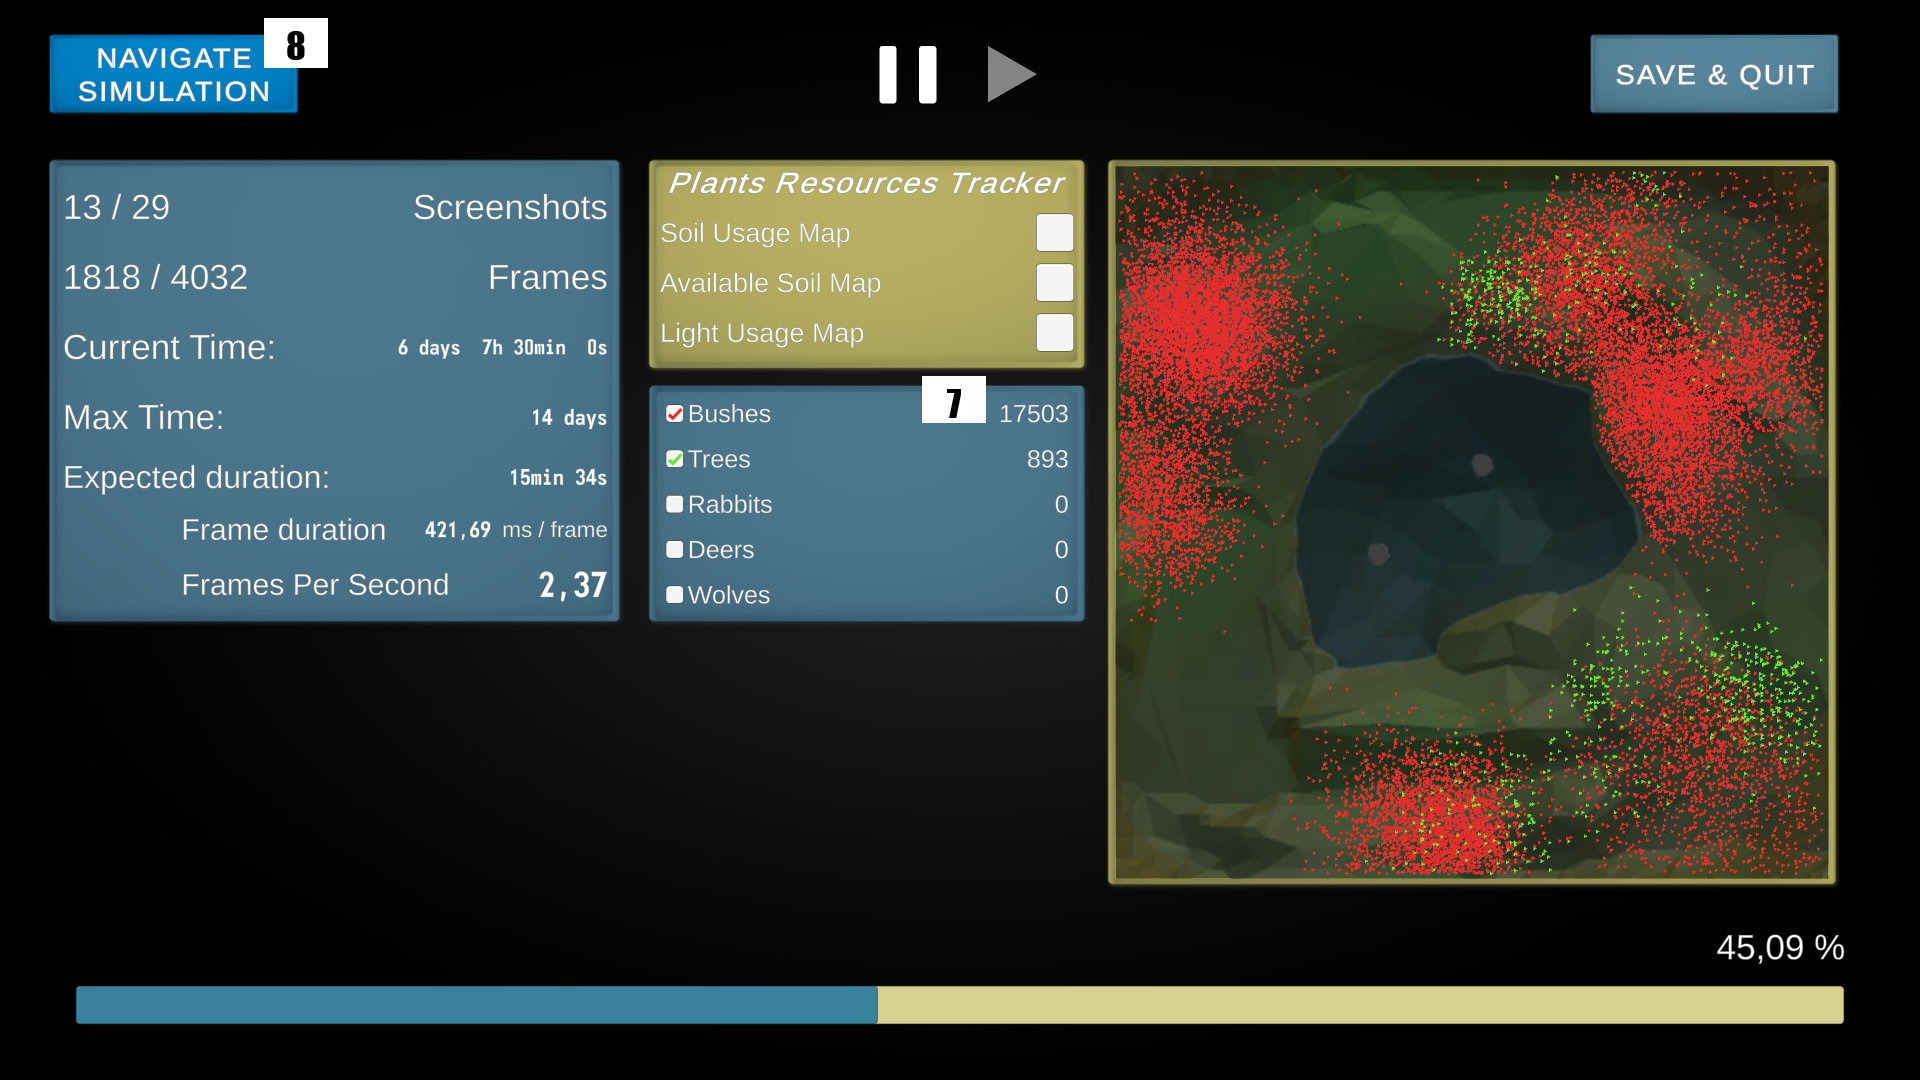 NAVIGATE
SIMULATION
8
SAVE & QUIT
13 / 29 Screenshots
1818 / 4032 Frames
Current Time: 6 days 7h 30min 0s
Max Time: 14 days
Expected duration: 15min 34s
Frame duration 421,69 ms / frame
Frames Per Second 2,37
Plants Resources Tracker
Soil Usage Map
Available Soil Map
Light Usage Map
7
Bushes 17503
Trees 893
Rabbits 0
Deers 0
Wolves 0
45,09 %